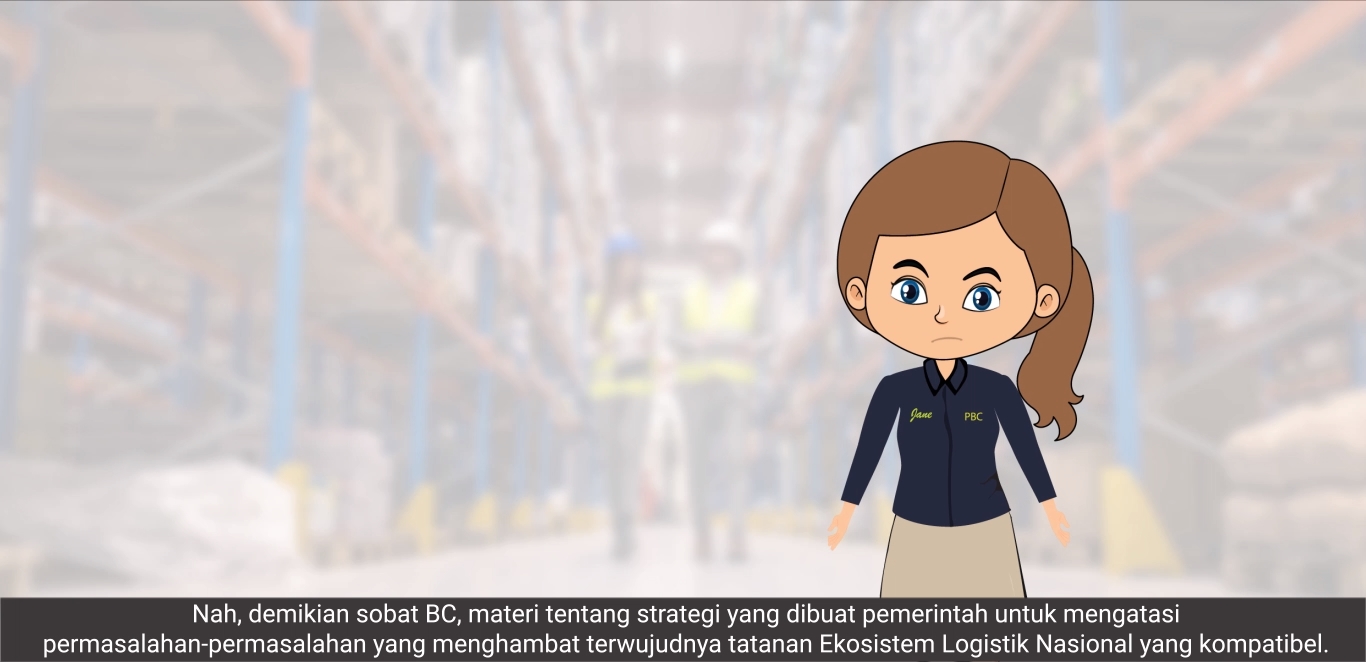 Jane
PBC
Nah, demikian sobat BC, materi tentang strategi yang dibuat pemerintah untuk mengatasi
permasalahan-permasalahan yang menghambat terwujudnya tatanan Ekosistem Logistik Nasional yang kompatibel.